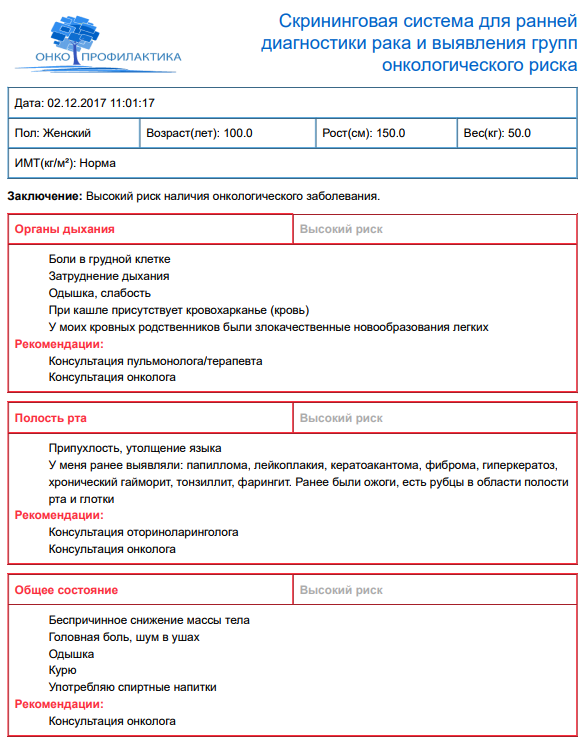 ОНКО ПРОФИЛАКТИКА
Скрининговая система для ранней
диагностики рака и выявления групп
онкологического риска
Дата: 02.12.2017 11:01:17
Пол: Женский Возраст(лет): 100.0 Рост(см): 150.0 Вес(кг): 50.0
ИМТ(кг/м²): Норма
Заключение: Высокий риск наличия онкологического заболевания.
Органы дыхания Высокий риск
Боли в грудной клетке
Затруднение дыхания
Одышка, слабость
При кашле присутствует кровохарканье (кровь)
У моих кровных родственников были злокачественные новообразования легких
Рекомендации:
Консультация пульмонолога/терапевта
Консультация онколога
Полость рта Высокий риск
Припухлость, утолщение языка
У меня ранее выявляли: папиллома, лейкоплакия, кератоакантома, фиброма, гиперкератоз,
хронический гайморит, тонзиллит, фарингит. Ранее были ожоги, есть рубцы в области полости
рта и глотки
Рекомендации:
Консультация оториноларинголога
Консультация онколога
Общее состояние Высокий риск
Беспричинное снижение массы тела
Головная боль, шум в ушах
Одышка
Курю
Употребляю спиртные напитки
Рекомендации:
Консультация онколога